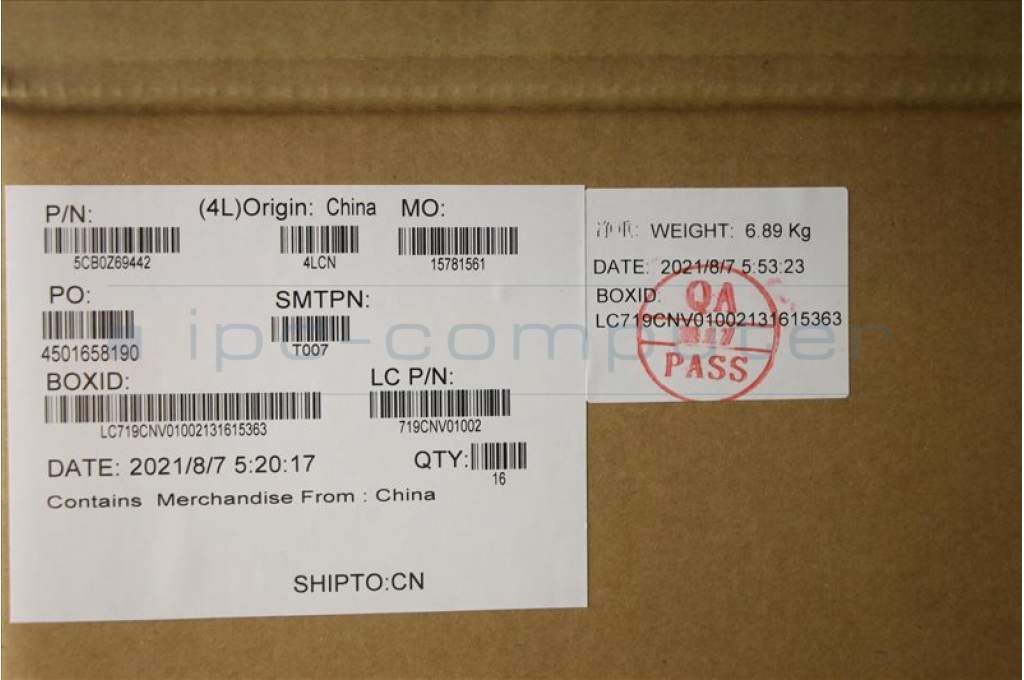 P/N: (4L)Origin: China MO:
5CB0Z69442 4LCN 15781561
PO: SMTPN:
4501658190 T007
BOXID: LC P/N:
LC719CNV01002131615363 719CNV01002
DATE: 2021/8/7 5:20:17 QTY:
16
Contains Merchandise From : China
SHIPTO:CN
净重: WEIGHT: 6.89 Kg
DATE: 2021/8/7 5:53:23
BOXID:
LC719CNV01002131615363
QA
PASS
ipc-computer